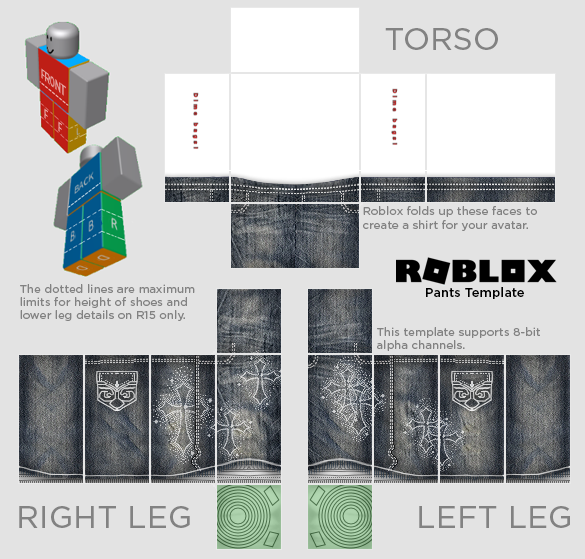 TORSO
FRONT
F
F
L
Dime bagal
Dime bagal
BACK
B
B
R
Roblox folds up these faces to
create a shirt for your avatar.
ROBLOX
Pants Template
The dotted lines are maximum
limits for height of shoes and
lower leg details on R15 only.
This template supports 8-bit
alpha channels.
RIGHT LEG
LEFT LEG